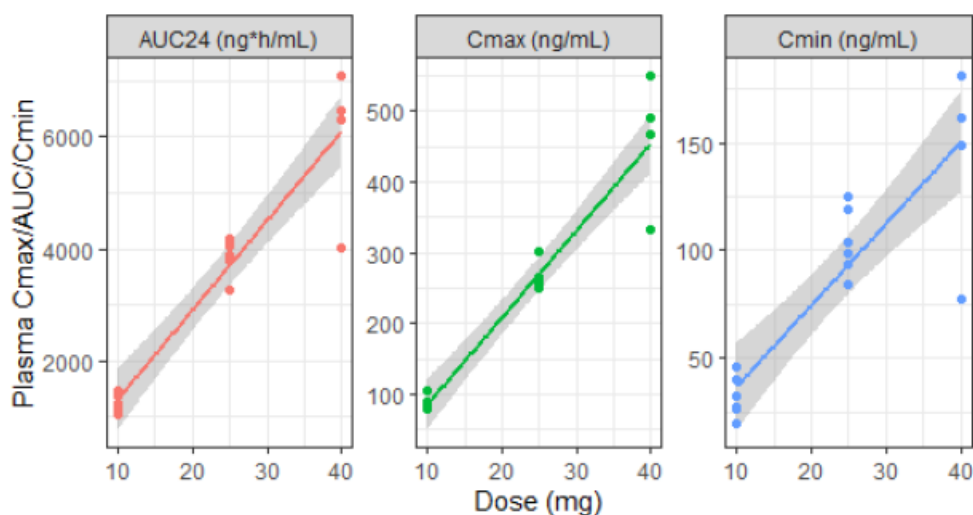 AUC24 (ng*h/mL) Cmax (ng/mL) Cmin (ng/mL)
Plasma Cmax/AUC/Cmin
6000
4000
2000
500
400
300
200
100
150
100
50
10 20 30 40 10 20 30 40 10 20 30 40
Dose (mg)